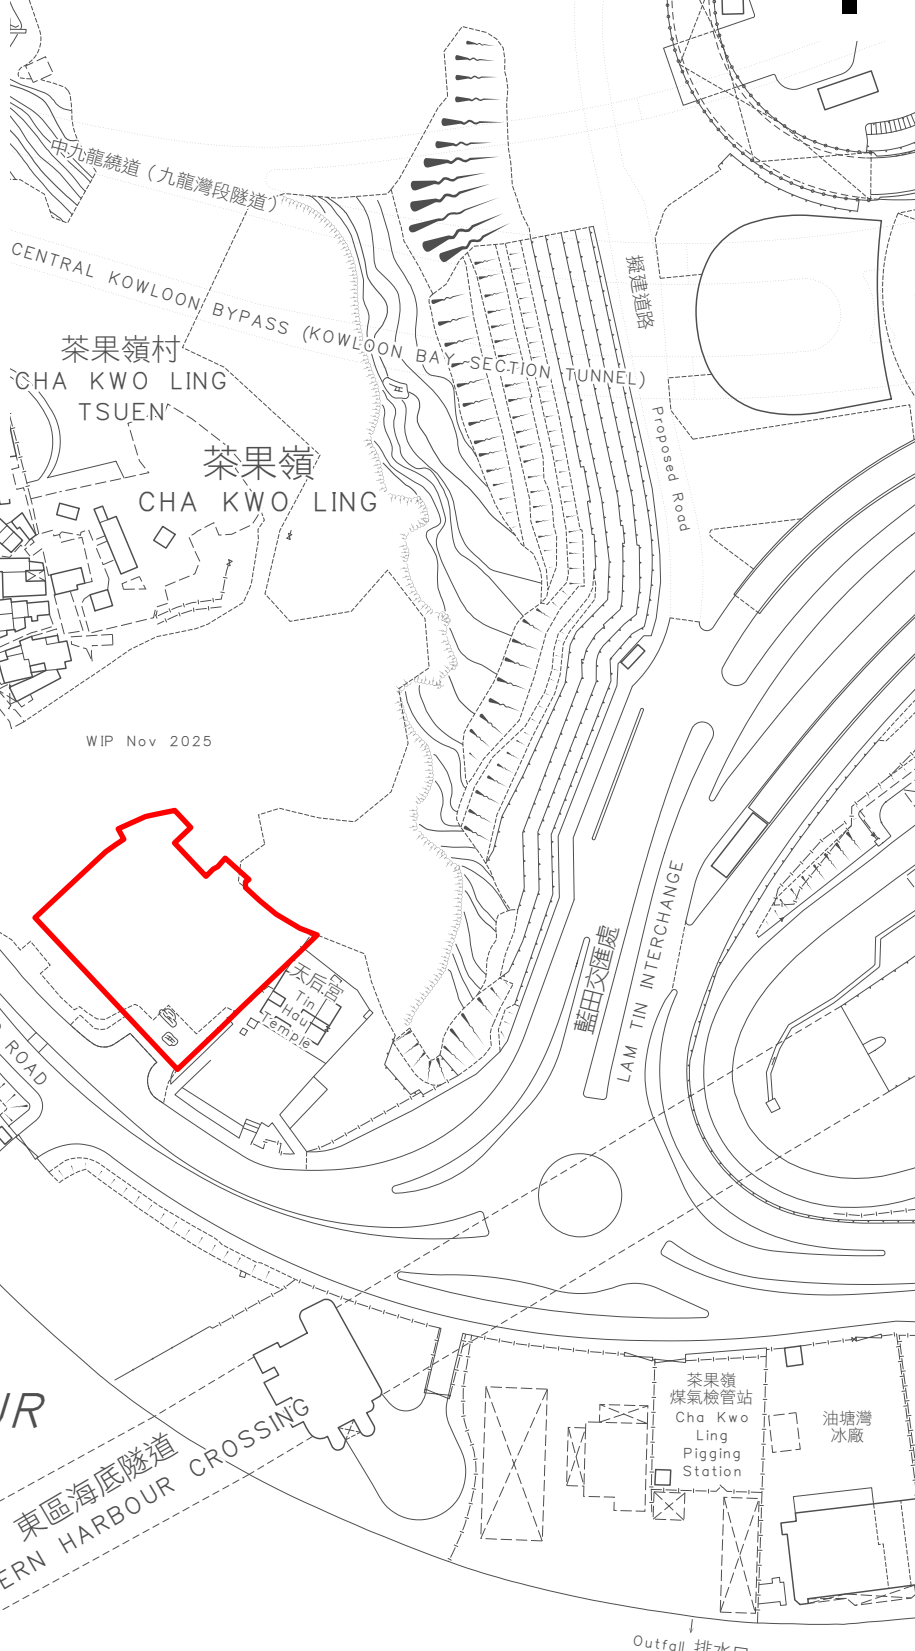 中九龍繞道（九龍灣段隧道）
CENTRAL KOWLOON BYPASS (KOWLOON BAY SECTION TUNNEL)
擬建道路
Proposed Road
茶果嶺村
CHA KWO LING
TSUEN
茶果嶺
CHA KWO LING
WIP Nov 2025
天后宮
Tin
Hau
Temple
藍田交匯處
LAM TIN INTERCHANGE
ROAD
UR
東區海底隧道
ERN HARBOUR CROSSING
茶果嶺
煤氣檢管站
Cha Kwo
Ling
Pigging
Station
油塘灣
冰廠
Outfall 排水口